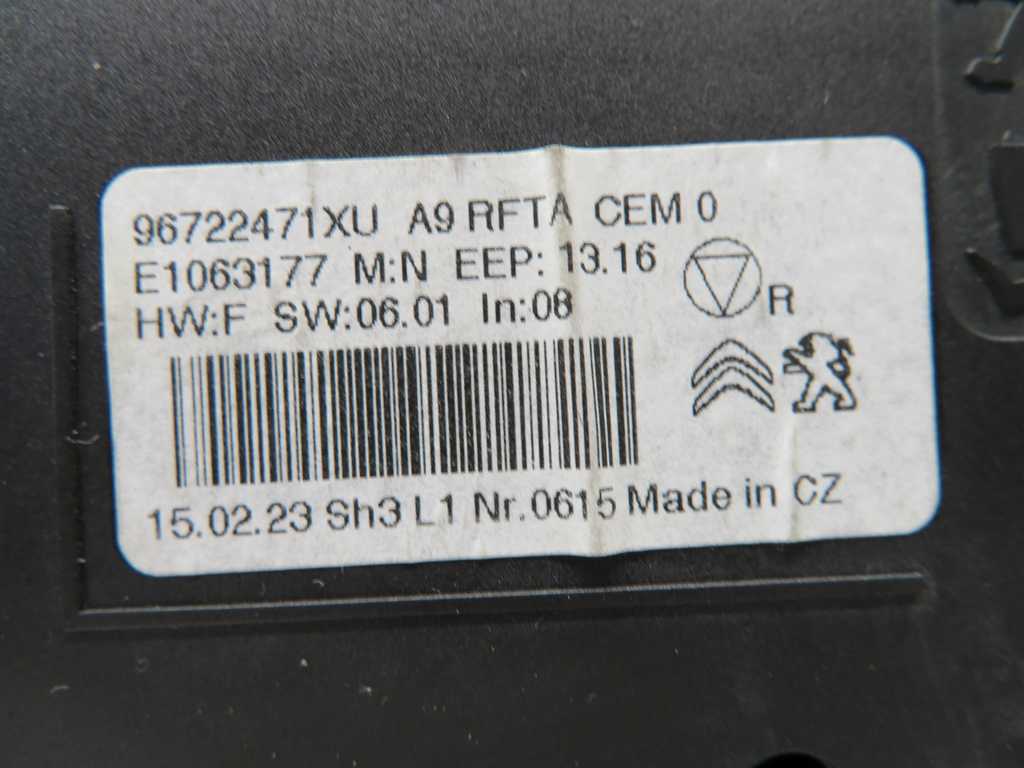 96722471XU A9 RFTA CEM 0
E1063177 M:N EEP: 13.16
HW:F SW:06.01 In:08
R
15.02.23 Sh3 L1 Nr.0615 Made in CZ